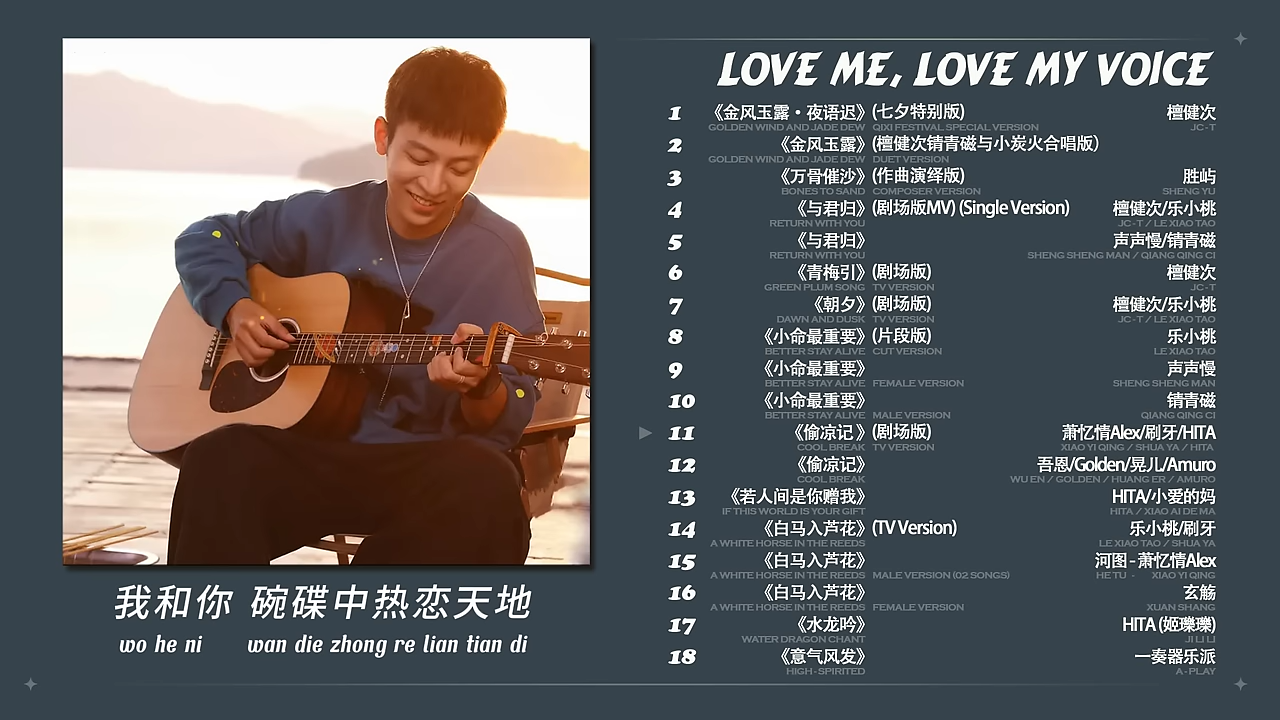 LOVE ME, LOVE MY VOICE
1 《金风玉露·夜语迟》 (七夕特别版) 檀健次
GOLDEN WIND AND JADE DEW QIXI FESTIVAL SPECIAL VERSION JC-T
2 《金风玉露》 (檀健次锖青磁与小炭火合唱版)
GOLDEN WIND AND JADE DEW DUET VERSION
3 《万骨催沙》 (作曲演绎版) 胜屿
BONES TO SAND COMPOSER VERSION SHENG YU
4 《与君归》 (剧场版MV) (Single Version) 檀健次/乐小桃
RETURN WITH YOU JC-T / LE XIAO TAO
5 《与君归》 声声慢/锖青磁
RETURN WITH YOU SHENG SHENG MAN / QIANG QING CI
6 《青梅引》 (剧场版) 檀健次
GREEN PLUM SONG TV VERSION JC-T
7 《朝夕》 (剧场版) 檀健次/乐小桃
DAWN AND DUSK TV VERSION JC-T / LE XIAO TAO
8 《小命最重要》 (片段版) 乐小桃
BETTER STAY ALIVE CUT VERSION LE XIAO TAO
9 《小命最重要》 声声慢
BETTER STAY ALIVE FEMALE VERSION SHENG SHENG MAN
10 《小命最重要》 锖青磁
BETTER STAY ALIVE MALE VERSION QIANG QING CI
11 《偷凉记 》 (剧场版) 萧忆情Alex/刷牙/HITA
COOL BREAK TV VERSION XIAO YI QING / SHUA YA / HITA
12 《偷凉记》 吾恩/Golden/晃儿/Amuro
COOL BREAK WU EN / GOLDEN / HUANG ER / AMURO
13 《若人间是你赠我》 HITA/小爱的妈
IF THIS WORLD IS YOUR GIFT HITA / XIAO AI DE MA
14 《白马入芦花》 (TV Version) 乐小桃/刷牙
A WHITE HORSE IN THE REEDS LE XIAO TAO / SHUA YA
15 《白马入芦花》 河图 - 萧忆情Alex
A WHITE HORSE IN THE REEDS MALE VERSION (02 SONGS) HE TU - XIAO YI QING
16 《白马入芦花》 玄觞
A WHITE HORSE IN THE REEDS FEMALE VERSION XUAN SHANG
17 《水龙吟》 HITA (姬瓅瓅)
WATER DRAGON CHANT JI LI LI
18 《意气风发》 一奏器乐派
HIGH-SPIRITED A-PLAY
我和你 碗碟中热恋天地
wo he ni wan die zhong re lian tian di